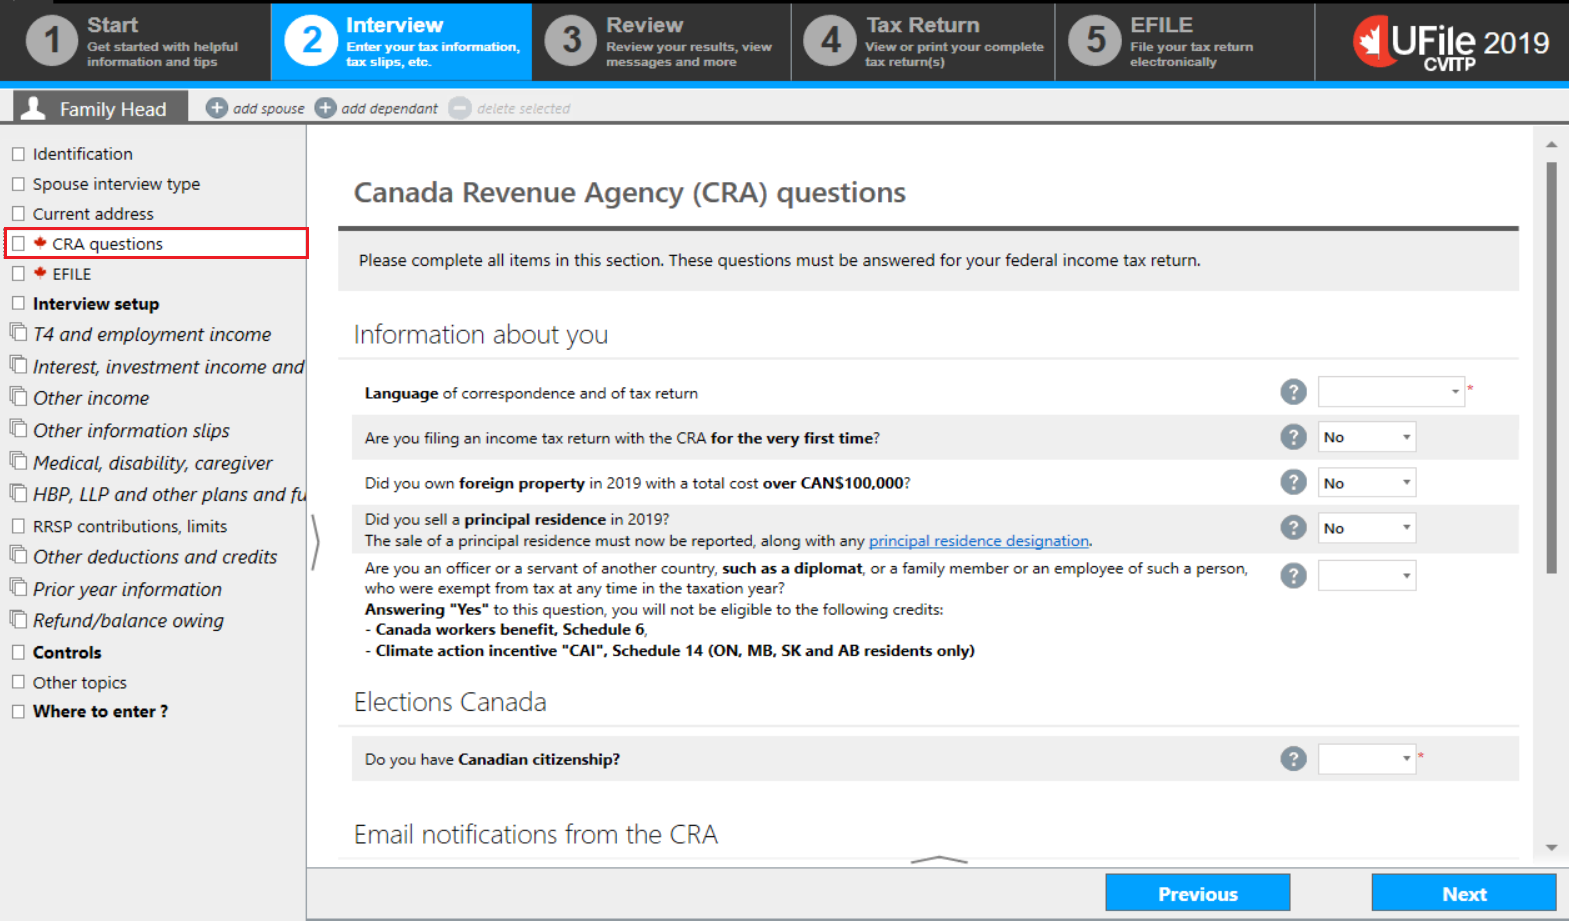 1
Start
Get started with helpful
information and tips
2
Interview
Enter your tax information,
tax slips, etc.
3
Review
Review your results, view
messages and more
4
Tax Return
View or print your complete
tax return(s)
5
EFILE
File your tax return
electronically
UFile 2019
CVITP
Family Head
add spouse
add dependant
delete selected
Identification
Spouse interview type
Current address
CRA questions
EFILE
Interview setup
T4 and employment income
Interest, investment income and
Other income
Other information slips
Medical, disability, caregiver
HBP, LLP and other plans and fu
RRSP contributions, limits
Other deductions and credits
Prior year information
Refund/balance owing
Controls
Other topics
Where to enter ?
Canada Revenue Agency (CRA) questions
Please complete all items in this section. These questions must be answered for your federal income tax return.
Information about you
Language of correspondence and of tax return ? *
Are you filing an income tax return with the CRA for the very first time? ? No
Did you own foreign property in 2019 with a total cost over CAN$100,000? ? No
Did you sell a principal residence in 2019?
The sale of a principal residence must now be reported, along with any principal residence designation. ? No
Are you an officer or a servant of another country, such as a diplomat, or a family member or an employee of such a person, ?
who were exempt from tax at any time in the taxation year?
Answering "Yes" to this question, you will not be eligible to the following credits:
- Canada workers benefit, Schedule 6,
- Climate action incentive "CAI", Schedule 14 (ON, MB, SK and AB residents only)
Elections Canada
Do you have Canadian citizenship? ? *
Email notifications from the CRA
Previous
Next